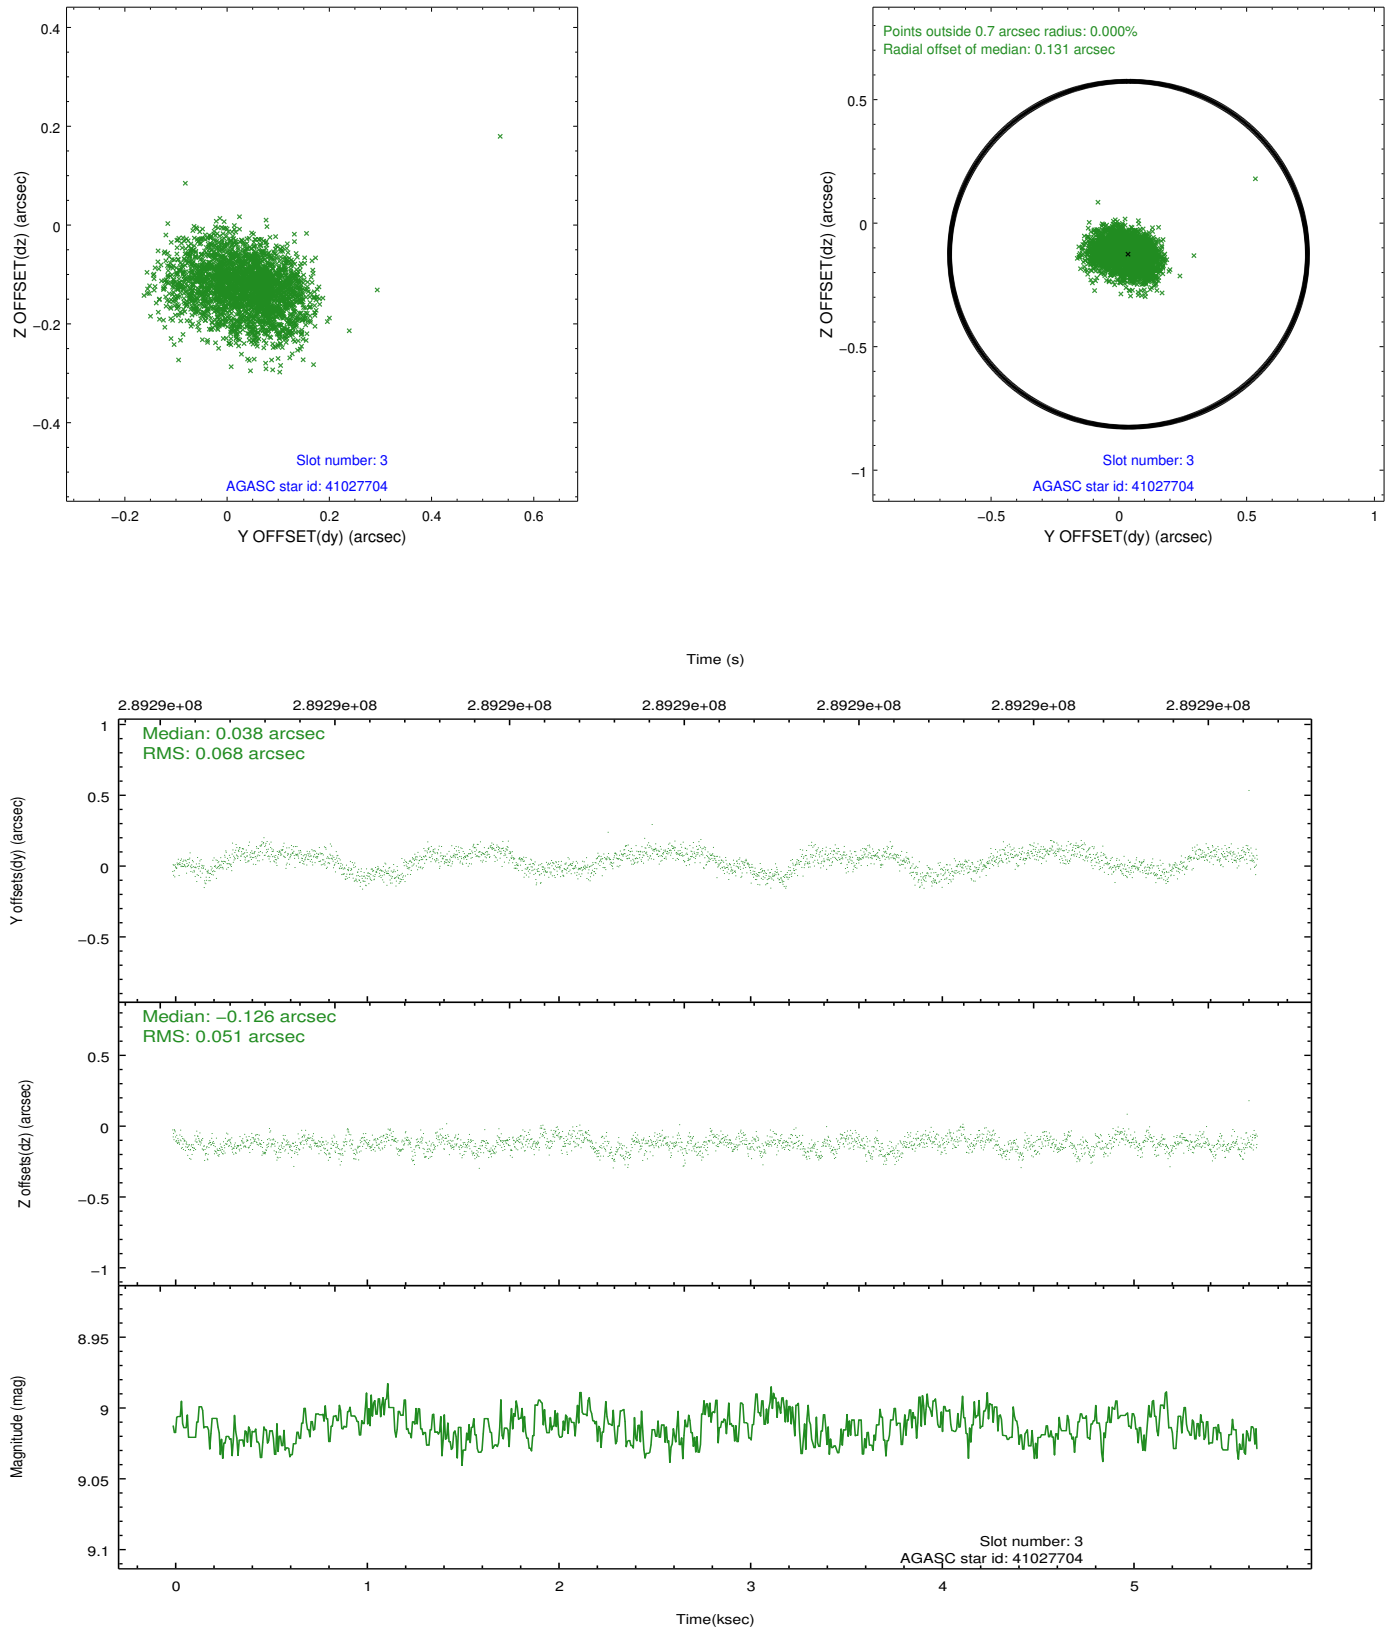 0.4
0.2
0
−0.2
−0.4
Z OFFSET(dz) (arcsec)
Slot number: 3
AGASC star id: 41027704
−0.2 0 0.2 0.4 0.6
Y OFFSET(dy) (arcsec)
Points outside 0.7 arcsec radius: 0.000%
Radial offset of median: 0.131 arcsec
0.5
0
−0.5
−1
Z OFFSET(dz) (arcsec)
Slot number: 3
AGASC star id: 41027704
−0.5 0 0.5 1
Y OFFSET(dy) (arcsec)
Time (s)
2.8929e+08 2.8929e+08 2.8929e+08 2.8929e+08 2.8929e+08 2.8929e+08 2.8929e+08
Median: 0.038 arcsec
RMS: 0.068 arcsec
1
0.5
0
−0.5
Y offsets(dy) (arcsec)
Median: −0.126 arcsec
RMS: 0.051 arcsec
0.5
0
−0.5
−1
Z offsets(dz) (arcsec)
8.95
9
9.05
9.1
Magnitude (mag)
Slot number: 3
AGASC star id: 41027704
0 1 2 3 4 5
Time(ksec)